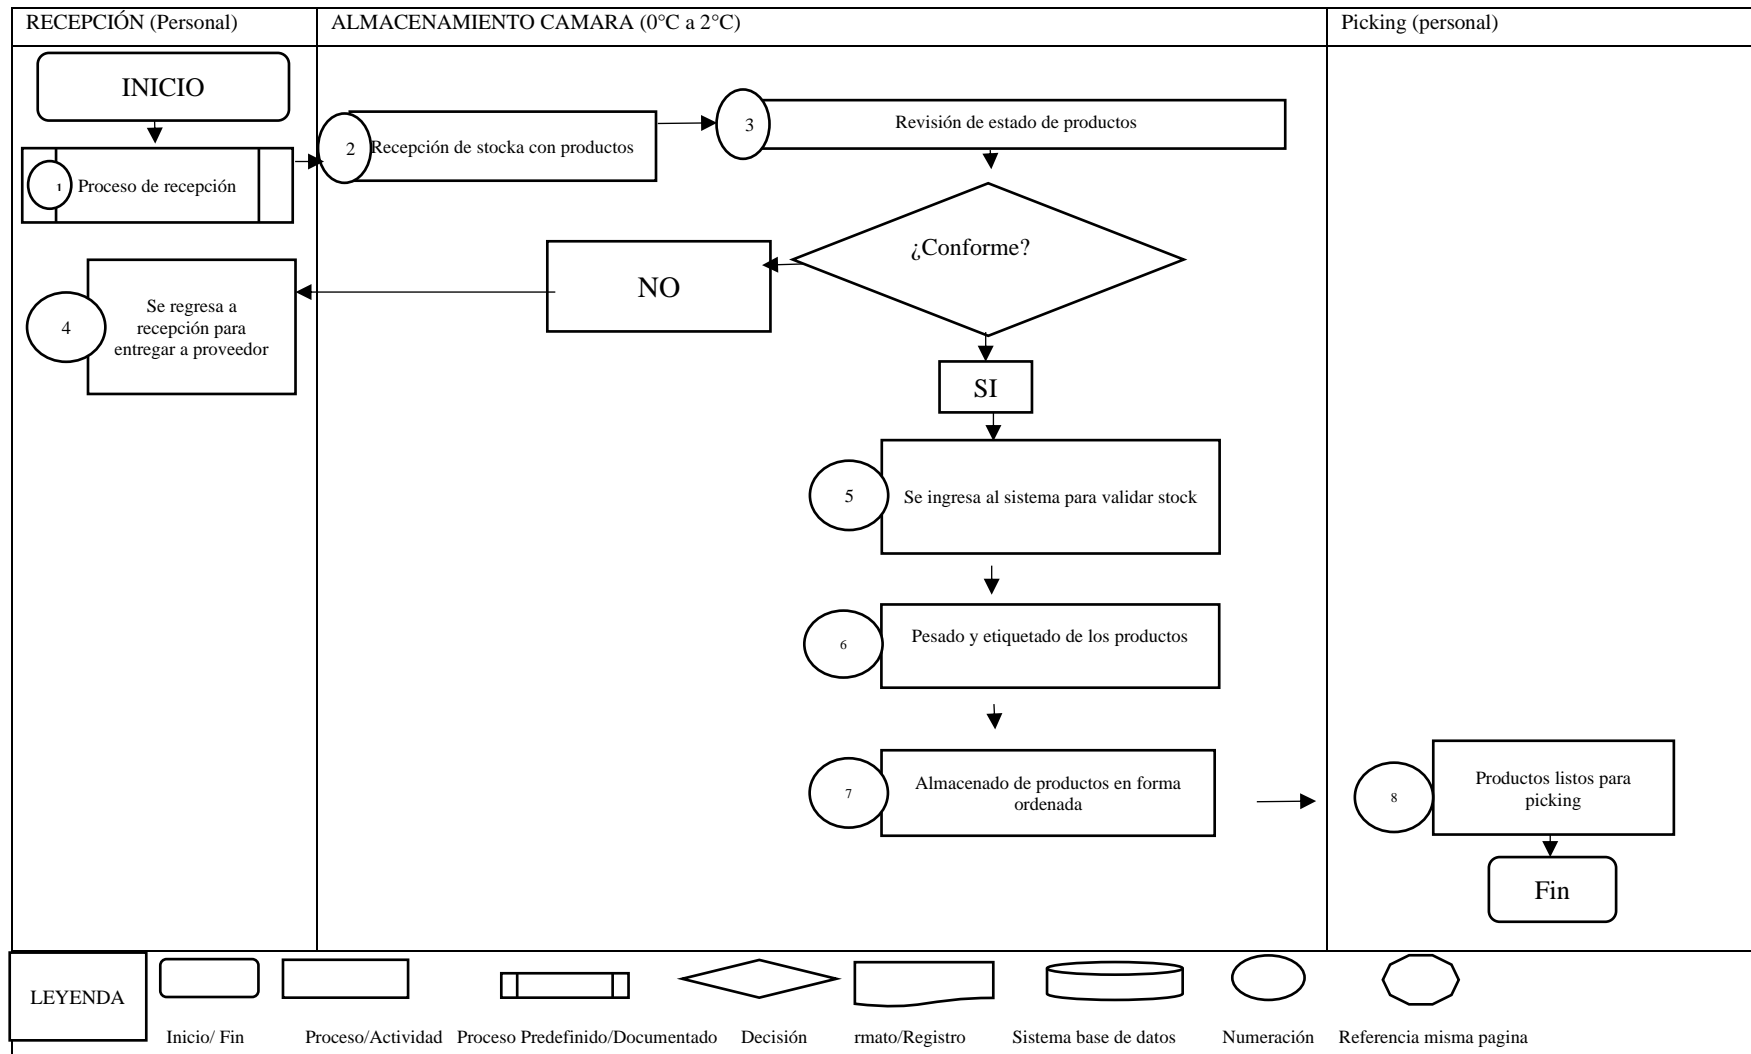 RECEPCIÓN (Personal)
ALMACENAMIENTO CAMARA (0°C a 2°C)
Picking (personal)
INICIO
1
Proceso de recepción
2
Recepción de stocka con productos
3
Revisión de estado de productos
¿Conforme?
NO
4
Se regresa a
recepción para
entregar a proveedor
SI
5
Se ingresa al sistema para validar stock
6
Pesado y etiquetado de los productos
7
Almacenado de productos en forma
ordenada
8
Productos listos para
picking
Fin
LEYENDA
Inicio/ Fin
Proceso/Actividad
Proceso Predefinido/Documentado
Decisión
rmato/Registro
Sistema base de datos
Numeración
Referencia misma pagina